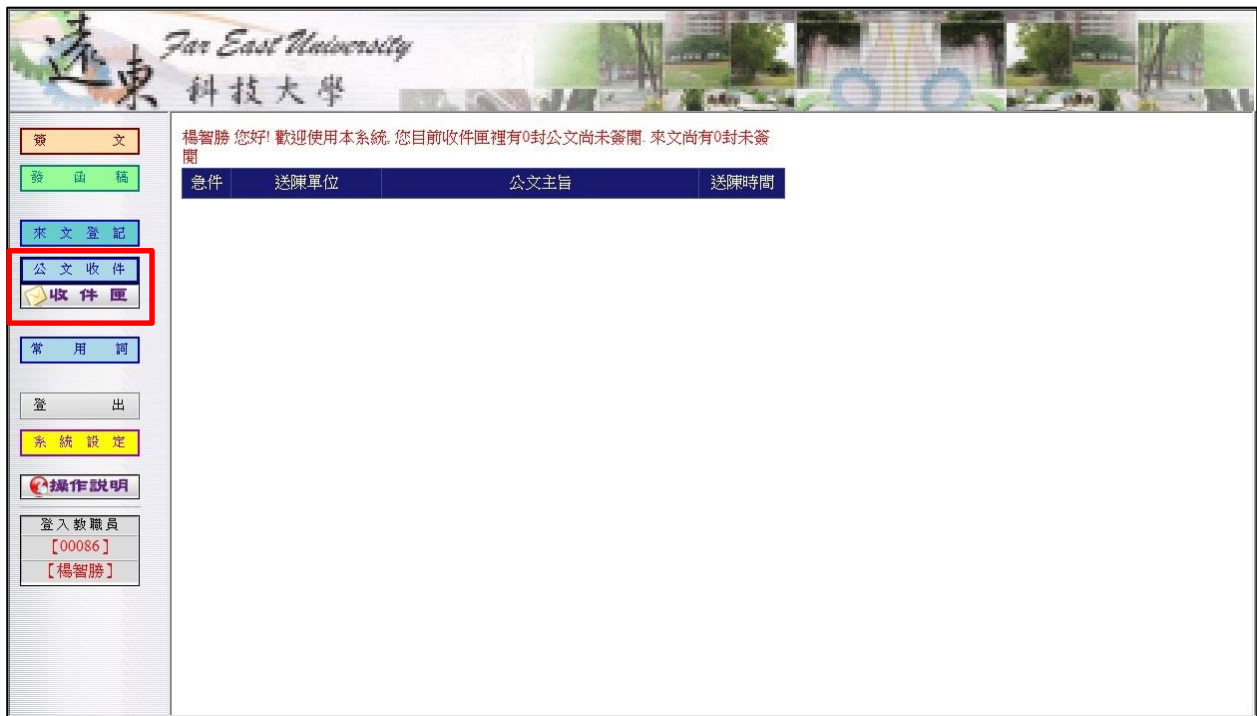 遠東
Far East University
科技大學
簽 文
發 函 稿
來 文 登 記
公 文 收 件
收 件 匣
常 用 詞
登 出
系 統 設 定
操作說明
登入教職員
【00086】
【楊智勝】
楊智勝 您好! 歡迎使用本系統, 您目前收件匣裡有0封公文尚未簽閱. 來文尚有0封未簽
閱
急件 送陳單位 公文主旨 送陳時間